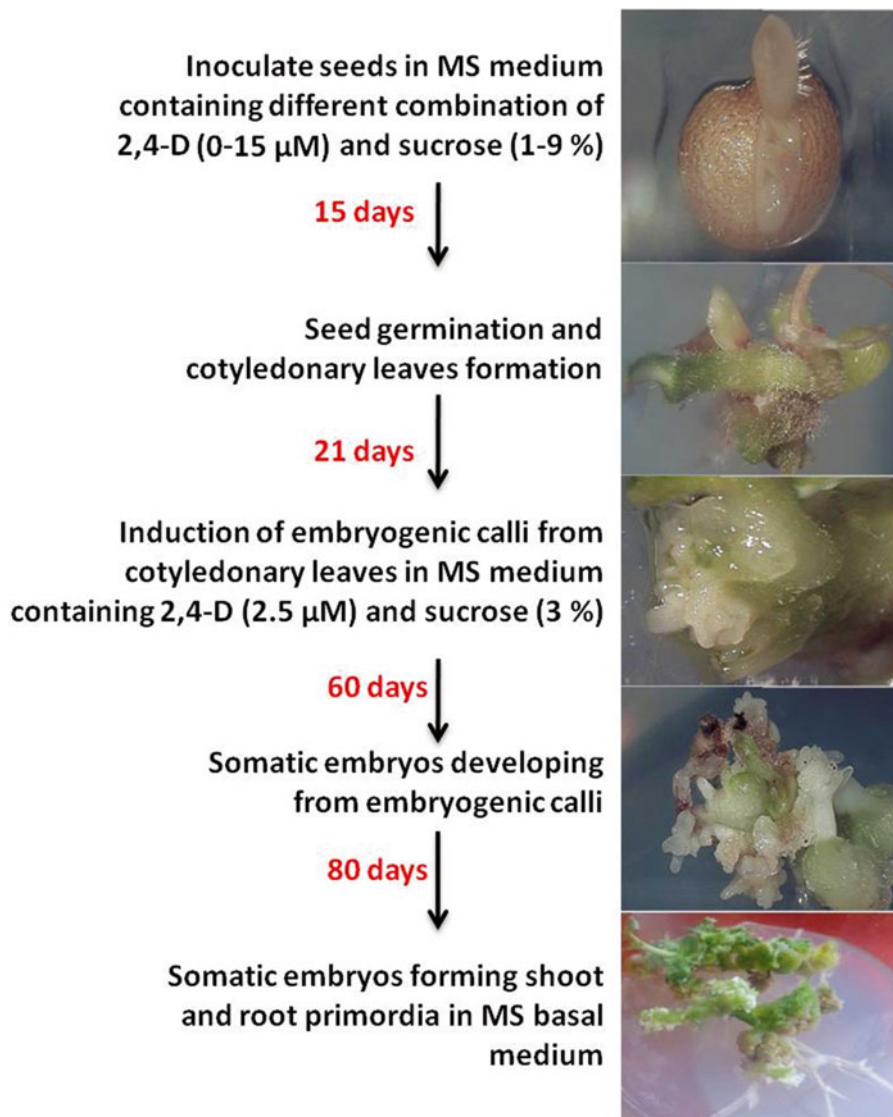 Inoculate seeds in MS medium
containing different combination of
2,4-D (0-15 µM) and sucrose (1-9 %)
15 days
Seed germination and
cotyledonary leaves formation
21 days
Induction of embryogenic calli from
cotyledonary leaves in MS medium
containing 2,4-D (2.5 µM) and sucrose (3 %)
60 days
Somatic embryos developing
from embryogenic calli
80 days
Somatic embryos forming shoot
and root primordia in MS basal
medium